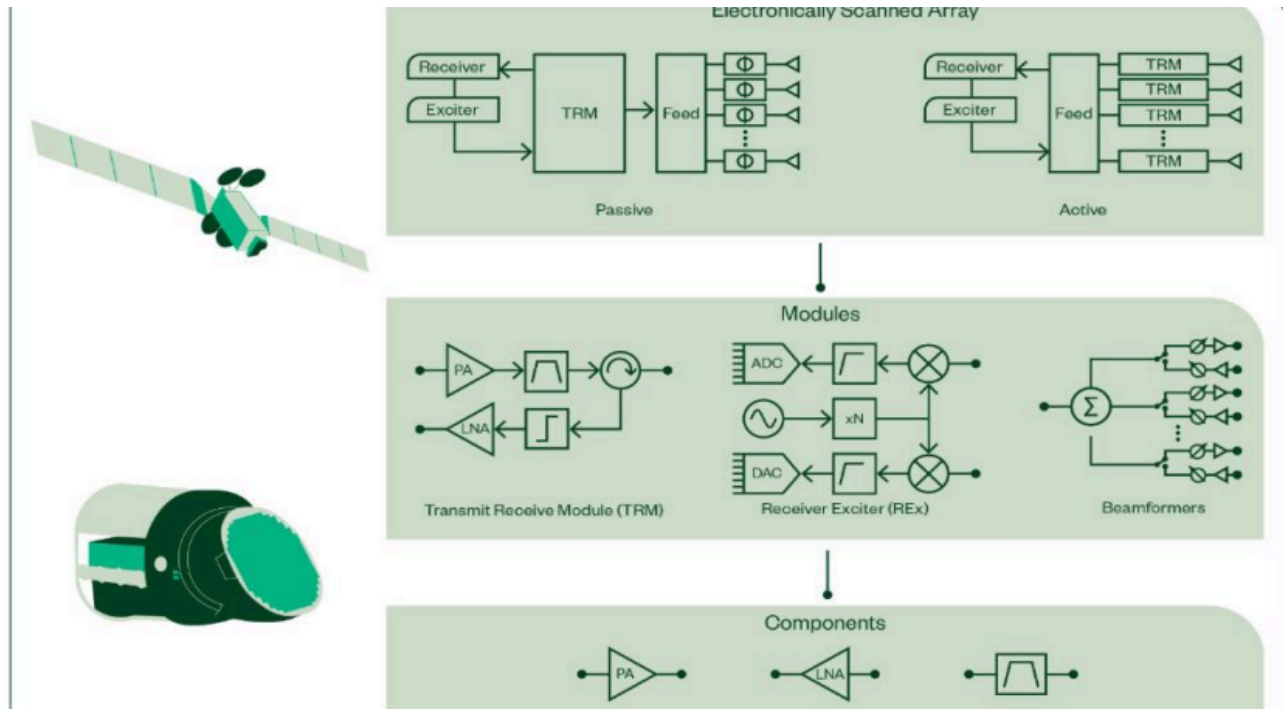 Electronically Scanned Array
Receiver
Exciter
TRM
Feed
Φ
Φ
Φ
Φ
Passive
Receiver
Exciter
Feed
TRM
TRM
TRM
TRM
Active
Modules
PA
LNA
Transmit Receive Module (TRM)
ADC
xN
DAC
Receiver Exciter (REx)
Σ
Beamformers
Components
PA
LNA